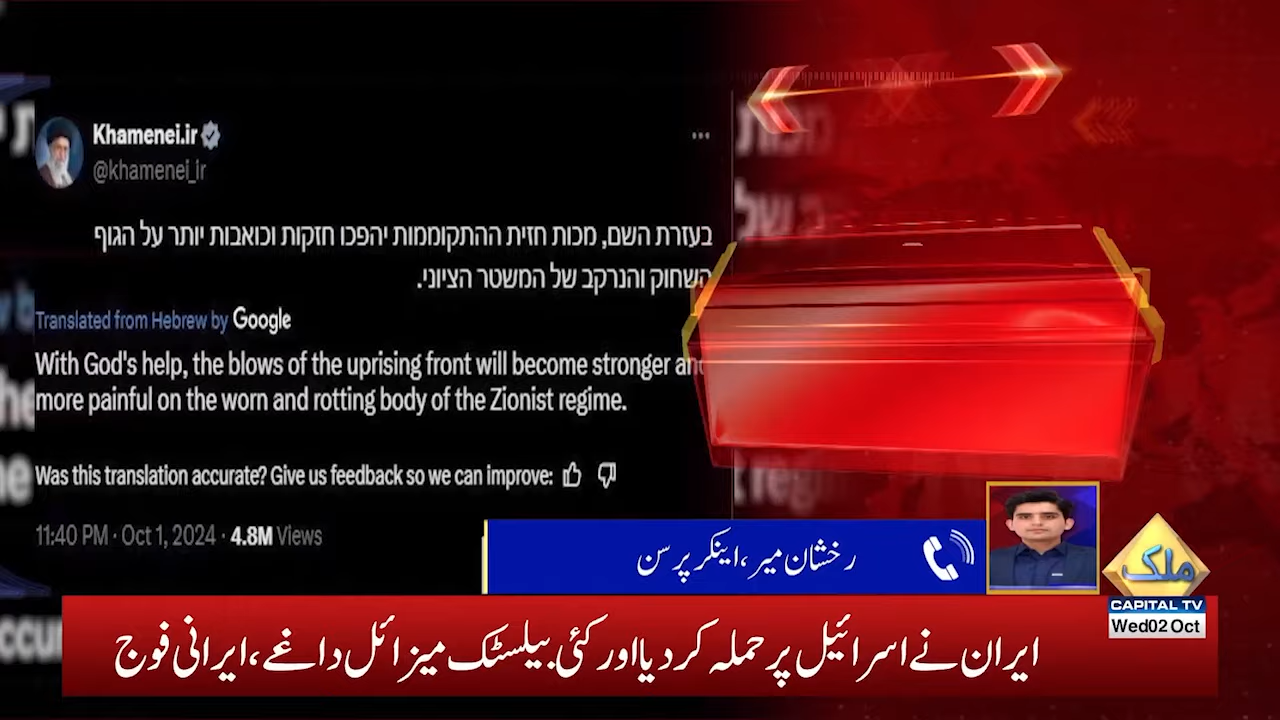 Khamenei.ir
@khamenei_ir
בעזרת השם, מכות חזית ההתקוממות יהפכו חזקות וכואבות יותר על הגוף
השחוק והנרקב של המשטר הציוני.
Translated from Hebrew by Google
With God's help, the blows of the uprising front will become stronger and
more painful on the worn and rotting body of the Zionist regime.
Was this translation accurate? Give us feedback so we can improve:
11:40 PM · Oct 1, 2024 · 4.8M Views
رخشان میر، اینکر پرسن
ملک
CAPITAL TV
Wed02 Oct
ایران نے اسرائیل پر حملہ کر دیا اور کئی بیلسٹک میزائل داغے، ایرانی فوج